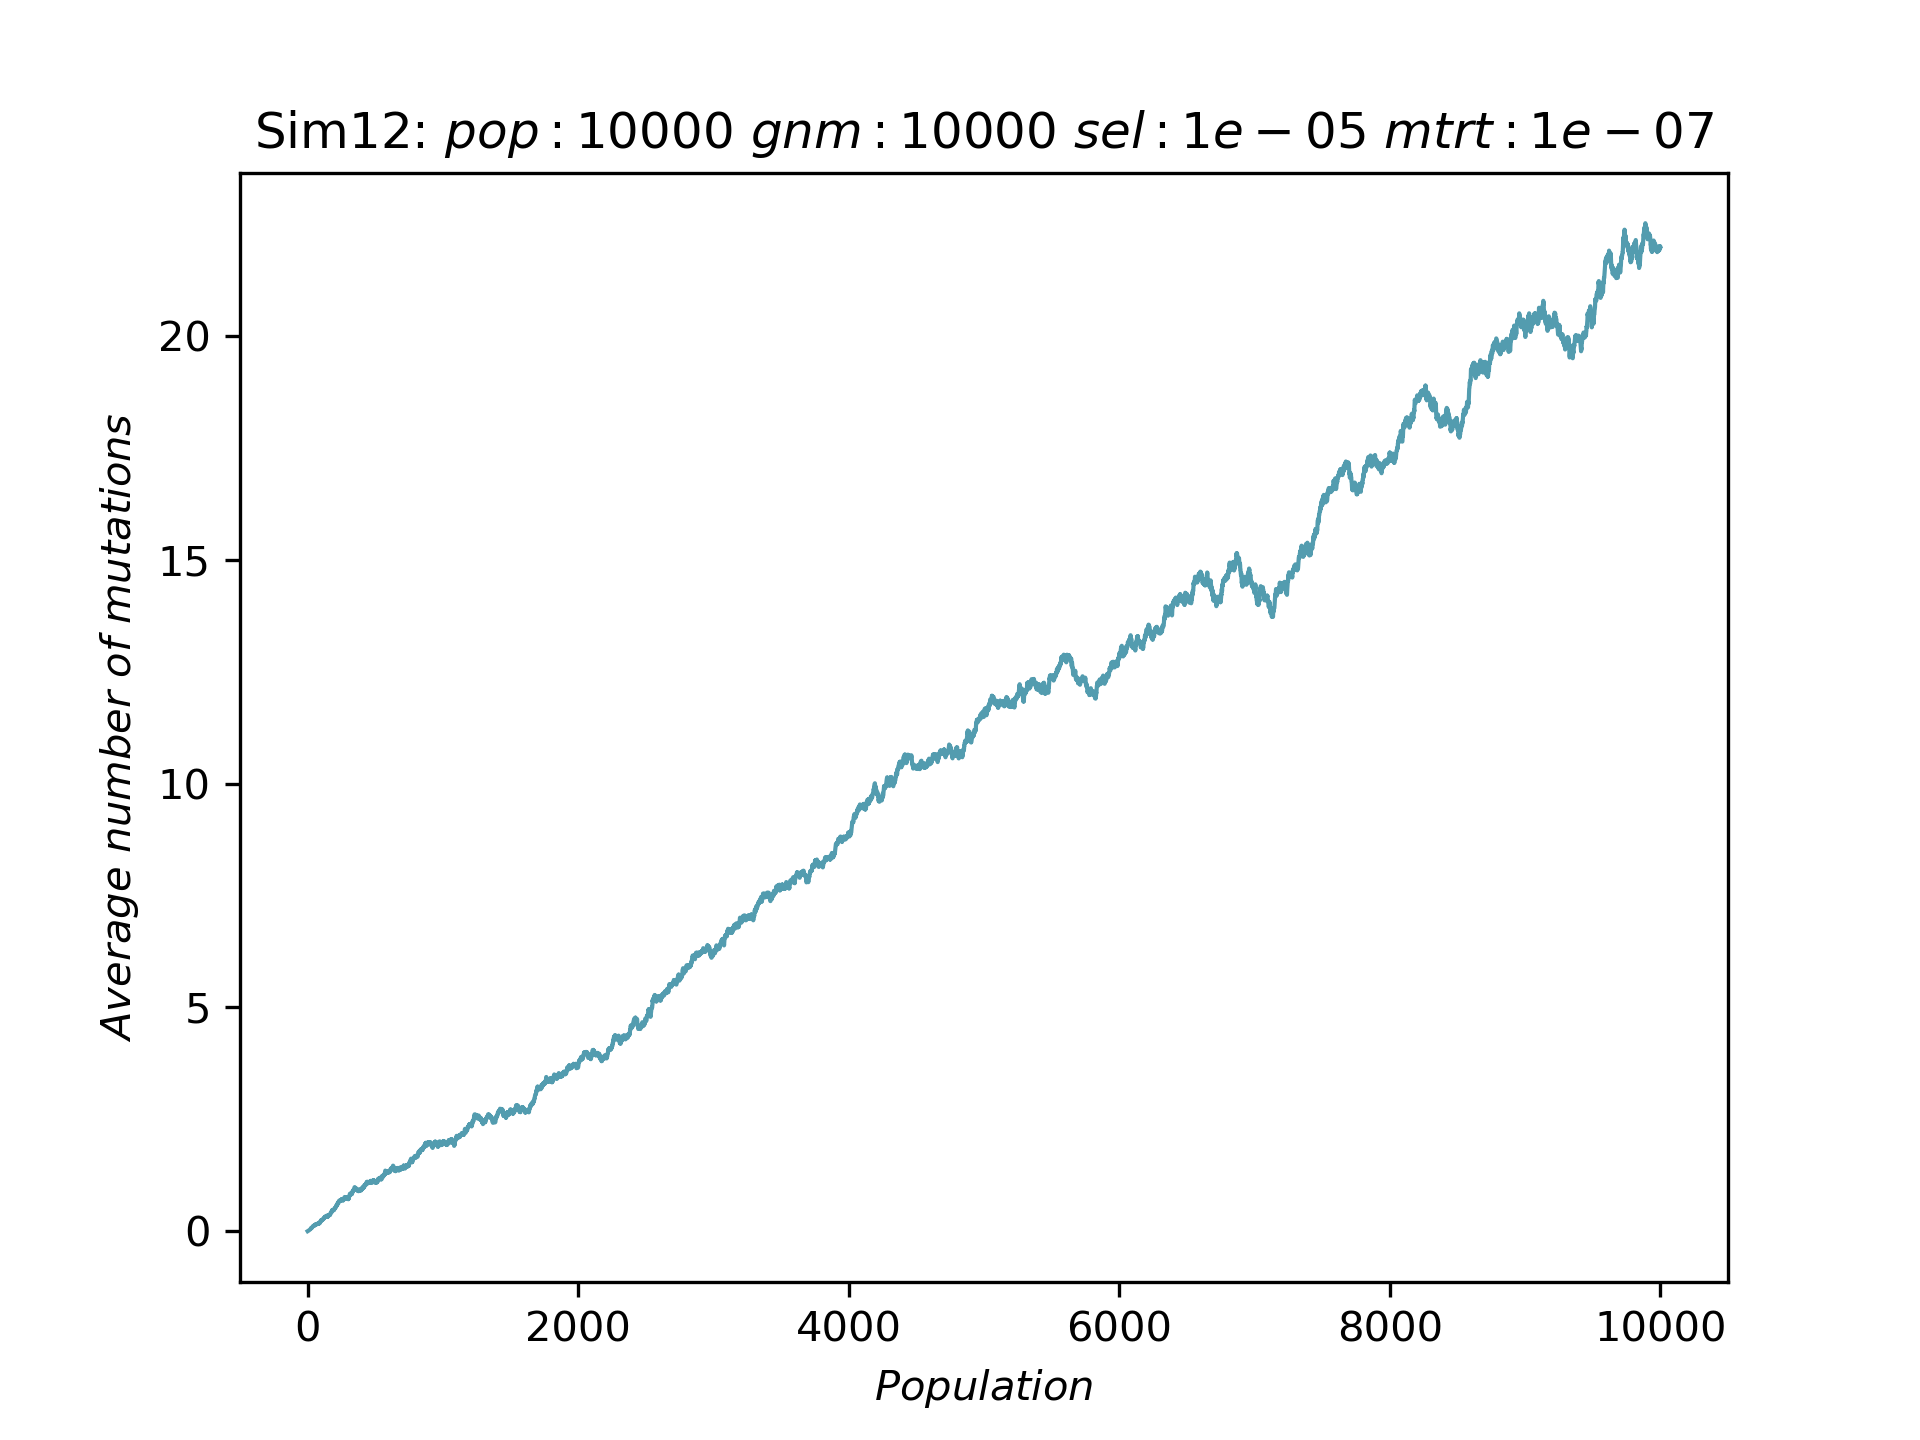 Sim12: pop : 10000 gnm : 10000 sel : 1e − 05 mtrt : 1e − 07
Average number of mutations
20
15
10
5
0
0 2000 4000 6000 8000 10000
Population